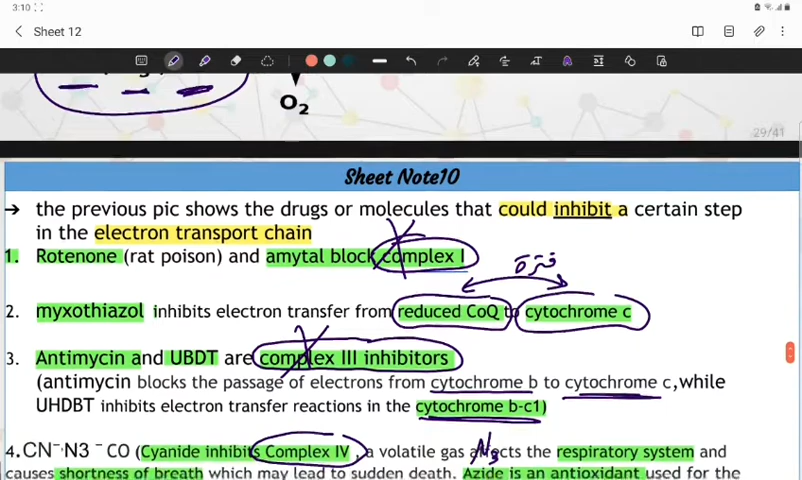 3:10
Sheet 12
O2
29/41
Sheet Note10
→ the previous pic shows the drugs or molecules that could inhibit a certain step
in the electron transport chain
1. Rotenone (rat poison) and amytal block complex I
فترة
2. myxothiazol inhibits electron transfer from reduced CoQ to cytochrome c
3. Antimycin and UBDT are complex III inhibitors
(antimycin blocks the passage of electrons from cytochrome b to cytochrome c,while
UHDBT inhibits electron transfer reactions in the cytochrome b-c1)
4.CN⁻،N3 ⁻ CO (Cyanide inhibits Complex IV , a volatile gas affects the respiratory system and
N3
causes shortness of breath which may lead to sudden death. Azide is an antioxidant used for the